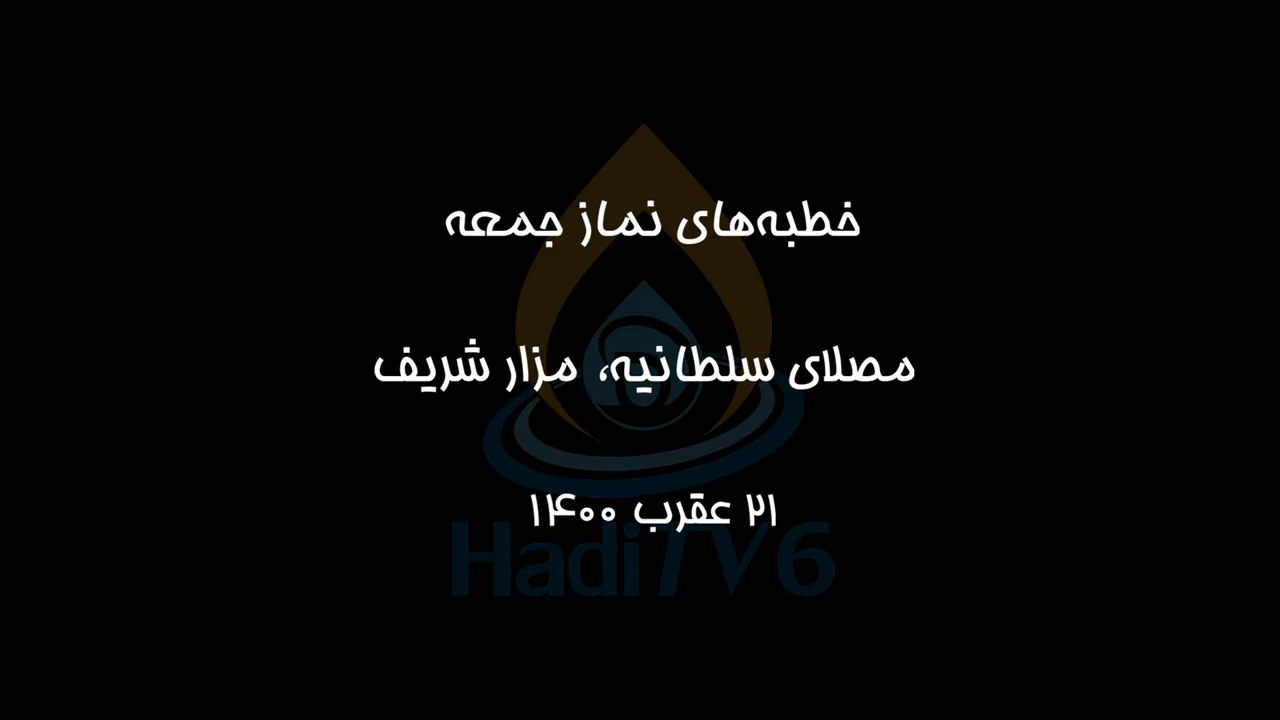 خطبه‌های نماز جمعه
مصلای سلطانیه، مزار شریف
۲۱ عقرب ۱۴۰۰
HadiTV6